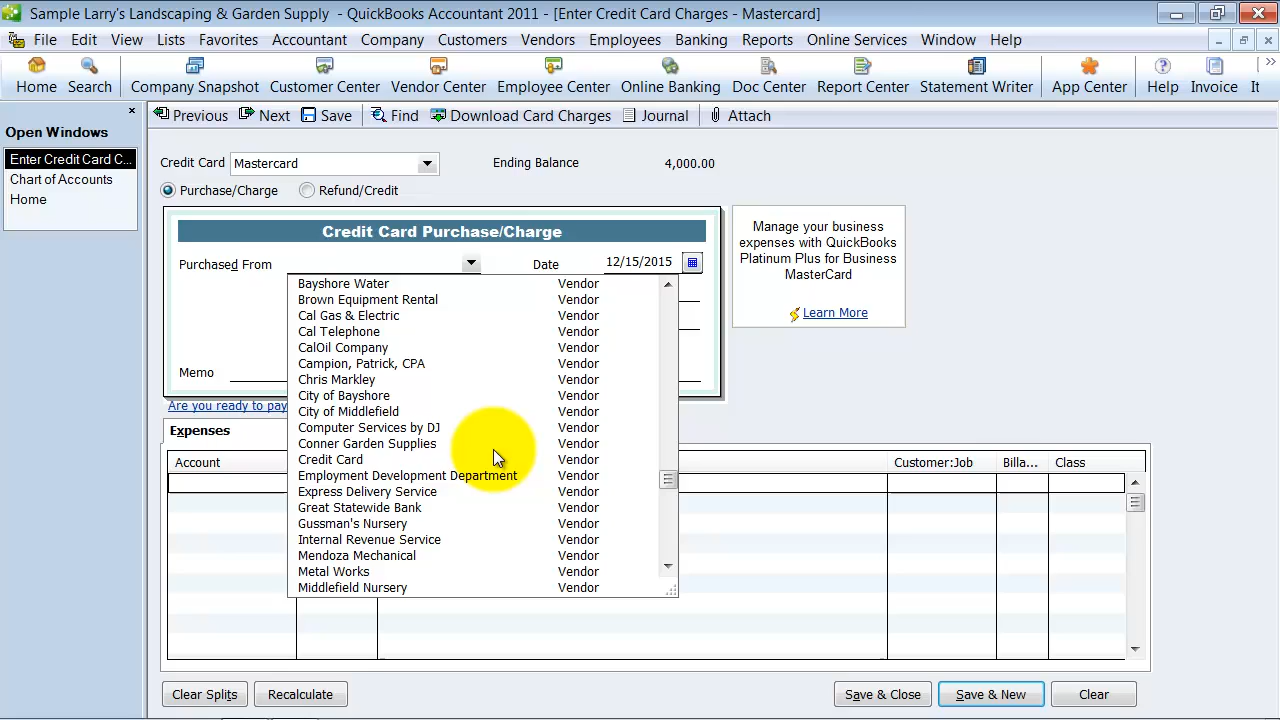 Sample Larry's Landscaping & Garden Supply - QuickBooks Accountant 2011 - [Enter Credit Card Charges - Mastercard]
File Edit View Lists Favorites Accountant Company Customers Vendors Employees Banking Reports Online Services Window Help
Home Search Company Snapshot Customer Center Vendor Center Employee Center Online Banking Doc Center Report Center Statement Writer App Center Help Invoice It
Open Windows
Enter Credit Card C...
Chart of Accounts
Home
Previous Next Save Find Download Card Charges Journal Attach
Credit Card Mastercard Ending Balance 4,000.00
Purchase/Charge Refund/Credit
Credit Card Purchase/Charge
Purchased From Date 12/15/2015
Manage your business
expenses with QuickBooks
Platinum Plus for Business
MasterCard
Learn More
Bayshore Water Vendor
Brown Equipment Rental Vendor
Cal Gas & Electric Vendor
Cal Telephone Vendor
CalOil Company Vendor
Campion, Patrick, CPA Vendor
Chris Markley Vendor
City of Bayshore Vendor
City of Middlefield Vendor
Computer Services by DJ Vendor
Conner Garden Supplies Vendor
Credit Card Vendor
Employment Development Department Vendor
Express Delivery Service Vendor
Great Statewide Bank Vendor
Gussman's Nursery Vendor
Internal Revenue Service Vendor
Mendoza Mechanical Vendor
Metal Works Vendor
Middlefield Nursery Vendor
Memo
Are you ready to pay
Expenses
Account Customer:Job Billa... Class
Clear Splits Recalculate Save & Close Save & New Clear